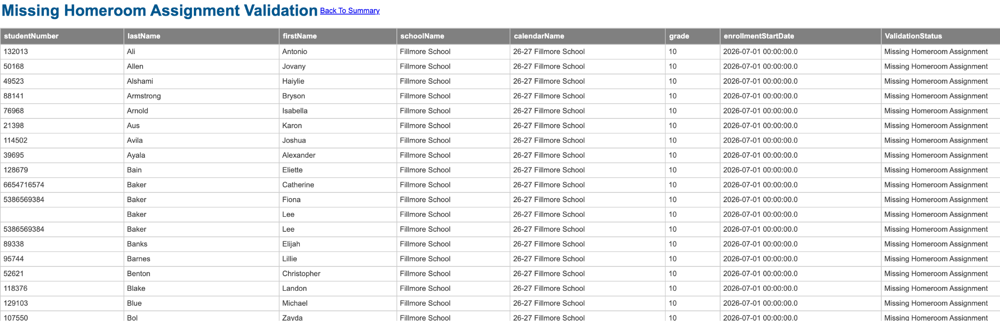 Missing Homeroom Assignment Validation Back To Summary
studentNumber lastName firstName schoolName calendarName grade enrollmentStartDate ValidationStatus
132013 Ali Antonio Fillmore School 26-27 Fillmore School 10 2026-07-01 00:00:00.0 Missing Homeroom Assignment
50168 Allen Jovany Fillmore School 26-27 Fillmore School 10 2026-07-01 00:00:00.0 Missing Homeroom Assignment
49523 Alshami Haiylie Fillmore School 26-27 Fillmore School 10 2026-07-01 00:00:00.0 Missing Homeroom Assignment
88141 Armstrong Bryson Fillmore School 26-27 Fillmore School 10 2026-07-01 00:00:00.0 Missing Homeroom Assignment
76968 Arnold Isabella Fillmore School 26-27 Fillmore School 10 2026-07-01 00:00:00.0 Missing Homeroom Assignment
21398 Aus Karon Fillmore School 26-27 Fillmore School 10 2026-07-01 00:00:00.0 Missing Homeroom Assignment
114502 Avila Joshua Fillmore School 26-27 Fillmore School 10 2026-07-01 00:00:00.0 Missing Homeroom Assignment
39695 Ayala Alexander Fillmore School 26-27 Fillmore School 10 2026-07-01 00:00:00.0 Missing Homeroom Assignment
128679 Bain Eliette Fillmore School 26-27 Fillmore School 10 2026-07-01 00:00:00.0 Missing Homeroom Assignment
6654716574 Baker Catherine Fillmore School 26-27 Fillmore School 10 2026-07-01 00:00:00.0 Missing Homeroom Assignment
5386569384 Baker Fiona Fillmore School 26-27 Fillmore School 10 2026-07-01 00:00:00.0 Missing Homeroom Assignment
Baker Lee Fillmore School 26-27 Fillmore School 10 2026-07-01 00:00:00.0 Missing Homeroom Assignment
5386569384 Baker Lee Fillmore School 26-27 Fillmore School 10 2026-07-01 00:00:00.0 Missing Homeroom Assignment
89338 Banks Elijah Fillmore School 26-27 Fillmore School 10 2026-07-01 00:00:00.0 Missing Homeroom Assignment
95744 Barnes Lillie Fillmore School 26-27 Fillmore School 10 2026-07-01 00:00:00.0 Missing Homeroom Assignment
52621 Benton Christopher Fillmore School 26-27 Fillmore School 10 2026-07-01 00:00:00.0 Missing Homeroom Assignment
118376 Blake Landon Fillmore School 26-27 Fillmore School 10 2026-07-01 00:00:00.0 Missing Homeroom Assignment
129103 Blue Michael Fillmore School 26-27 Fillmore School 10 2026-07-01 00:00:00.0 Missing Homeroom Assignment
107550 Bol Zayda Fillmore School 26-27 Fillmore School 10 2026-07-01 00:00:00.0 Missing Homeroom Assignment